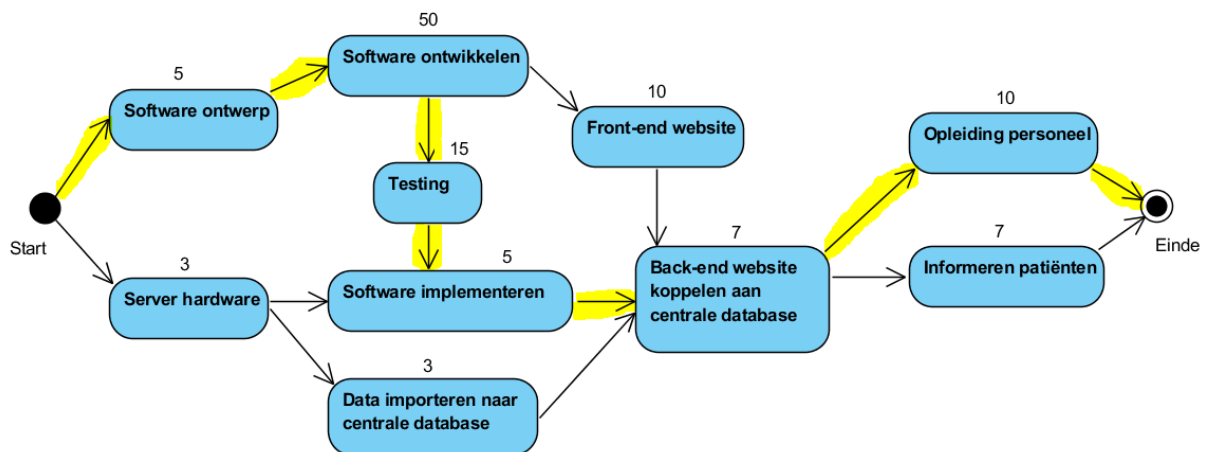 50
Software ontwikkelen
5
Software ontwerp
10
Front-end website
10
Opleiding personeel
15
Testing
Start
Einde
3
Server hardware
5
Software implementeren
7
Back-end website
koppelen aan
centrale database
7
Informeren patiënten
3
Data importeren naar
centrale database